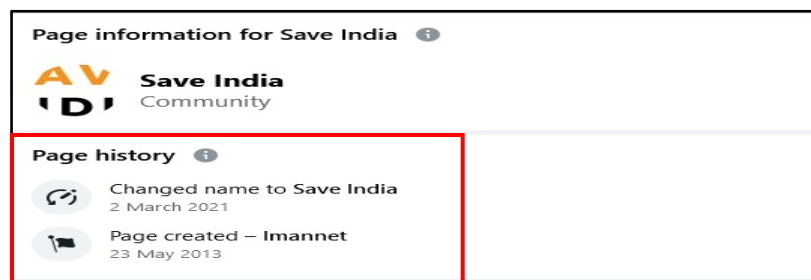 Page information for Save India
AV
Save India
IDI
Community
Page history
Changed name to Save India
2 March 2021
Page created – Imannet
23 May 2013